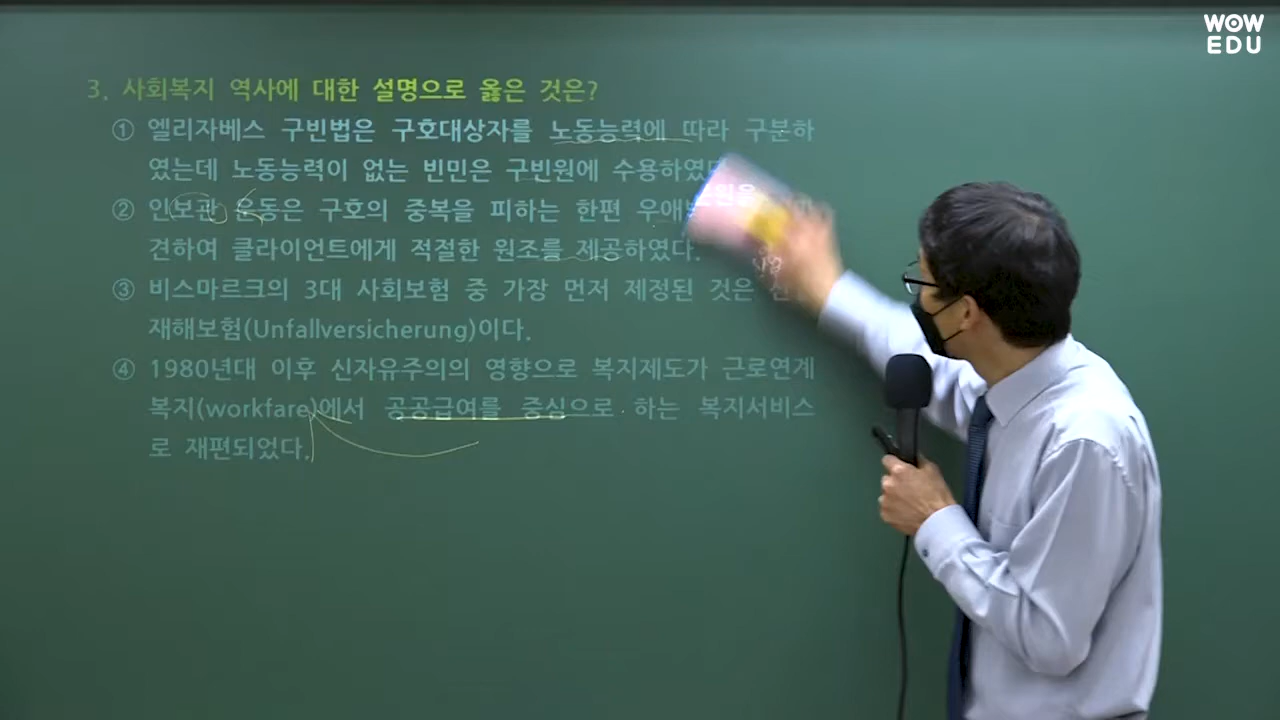 WOW
EDU
3. 사회복지 역사에 대한 설명으로 옳은 것은?
① 엘리자베스 구빈법은 구호대상자를 노동능력에 따라 구분하
였는데 노동능력이 없는 빈민은 구빈원에 수용하였
② 인보관 운동은 구호의 중복을 피하는 한편
견하여 클라이언트에게 적절한 원조를 제공하였다.
③ 비스마르크의 3대 사회보험 중 가장 먼저 제정된 것은
재해보험(Unfallversicherung)이다.
④ 1980년대 이후 신자유주의의 영향으로 복지제도가 근로연계
복지(workfare)에서 공공급여를 중심으로 하는 복지서비스
로 재편되었다.